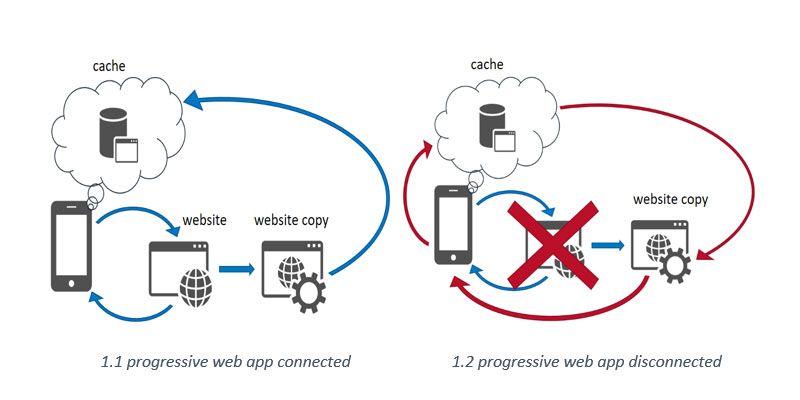 cache
website
website copy
1.1 progressive web app connected
cache
website copy
1.2 progressive web app disconnected